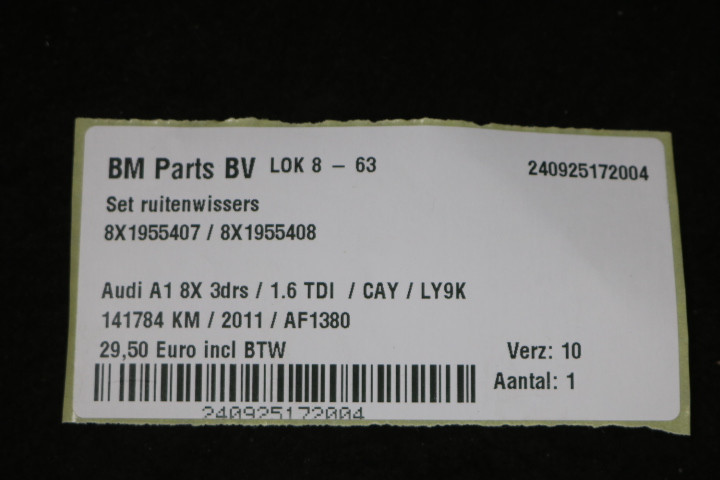 BM Parts BV LOK 8 – 63 240925172004
Set ruitenwissers
8X1955407 / 8X1955408
Audi A1 8X 3drs / 1.6 TDI / CAY / LY9K
141784 KM / 2011 / AF1380
29,50 Euro incl BTW Verz: 10
Aantal: 1
240925172004